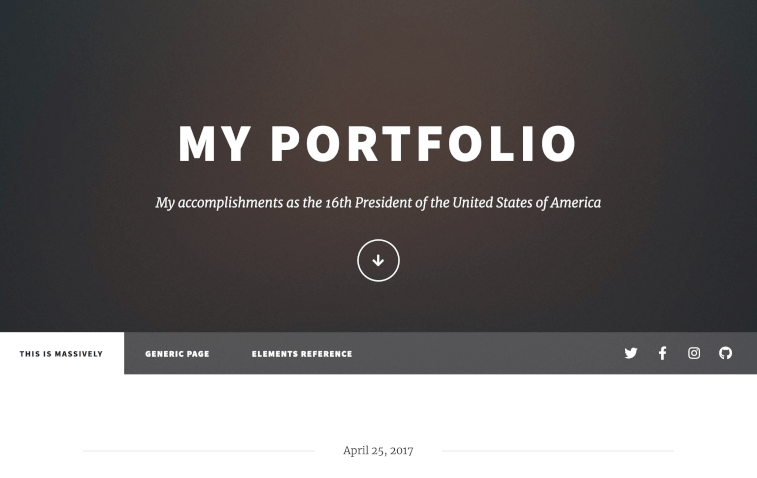 MY PORTFOLIO
My accomplishments as the 16th President of the United States of America
THIS IS MASSIVELY
GENERIC PAGE
ELEMENTS REFERENCE
April 25, 2017